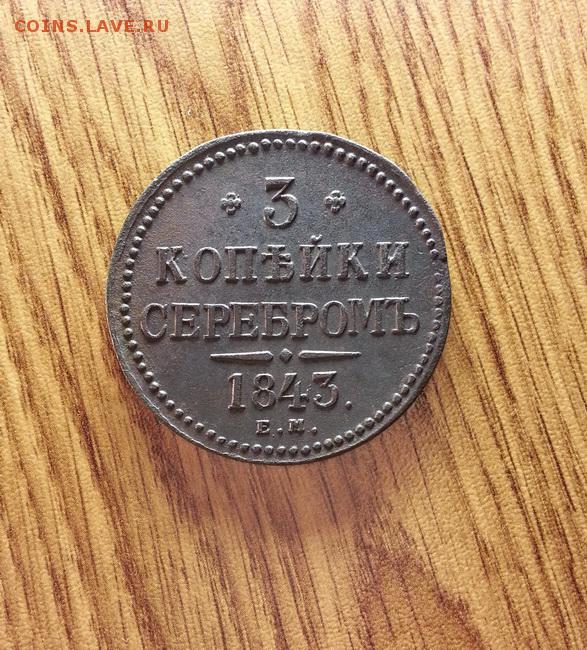 COINS.LAVE.RU
3
КОПѢЙКИ
СЕРЕБРОМЪ
1843.
Е.М.